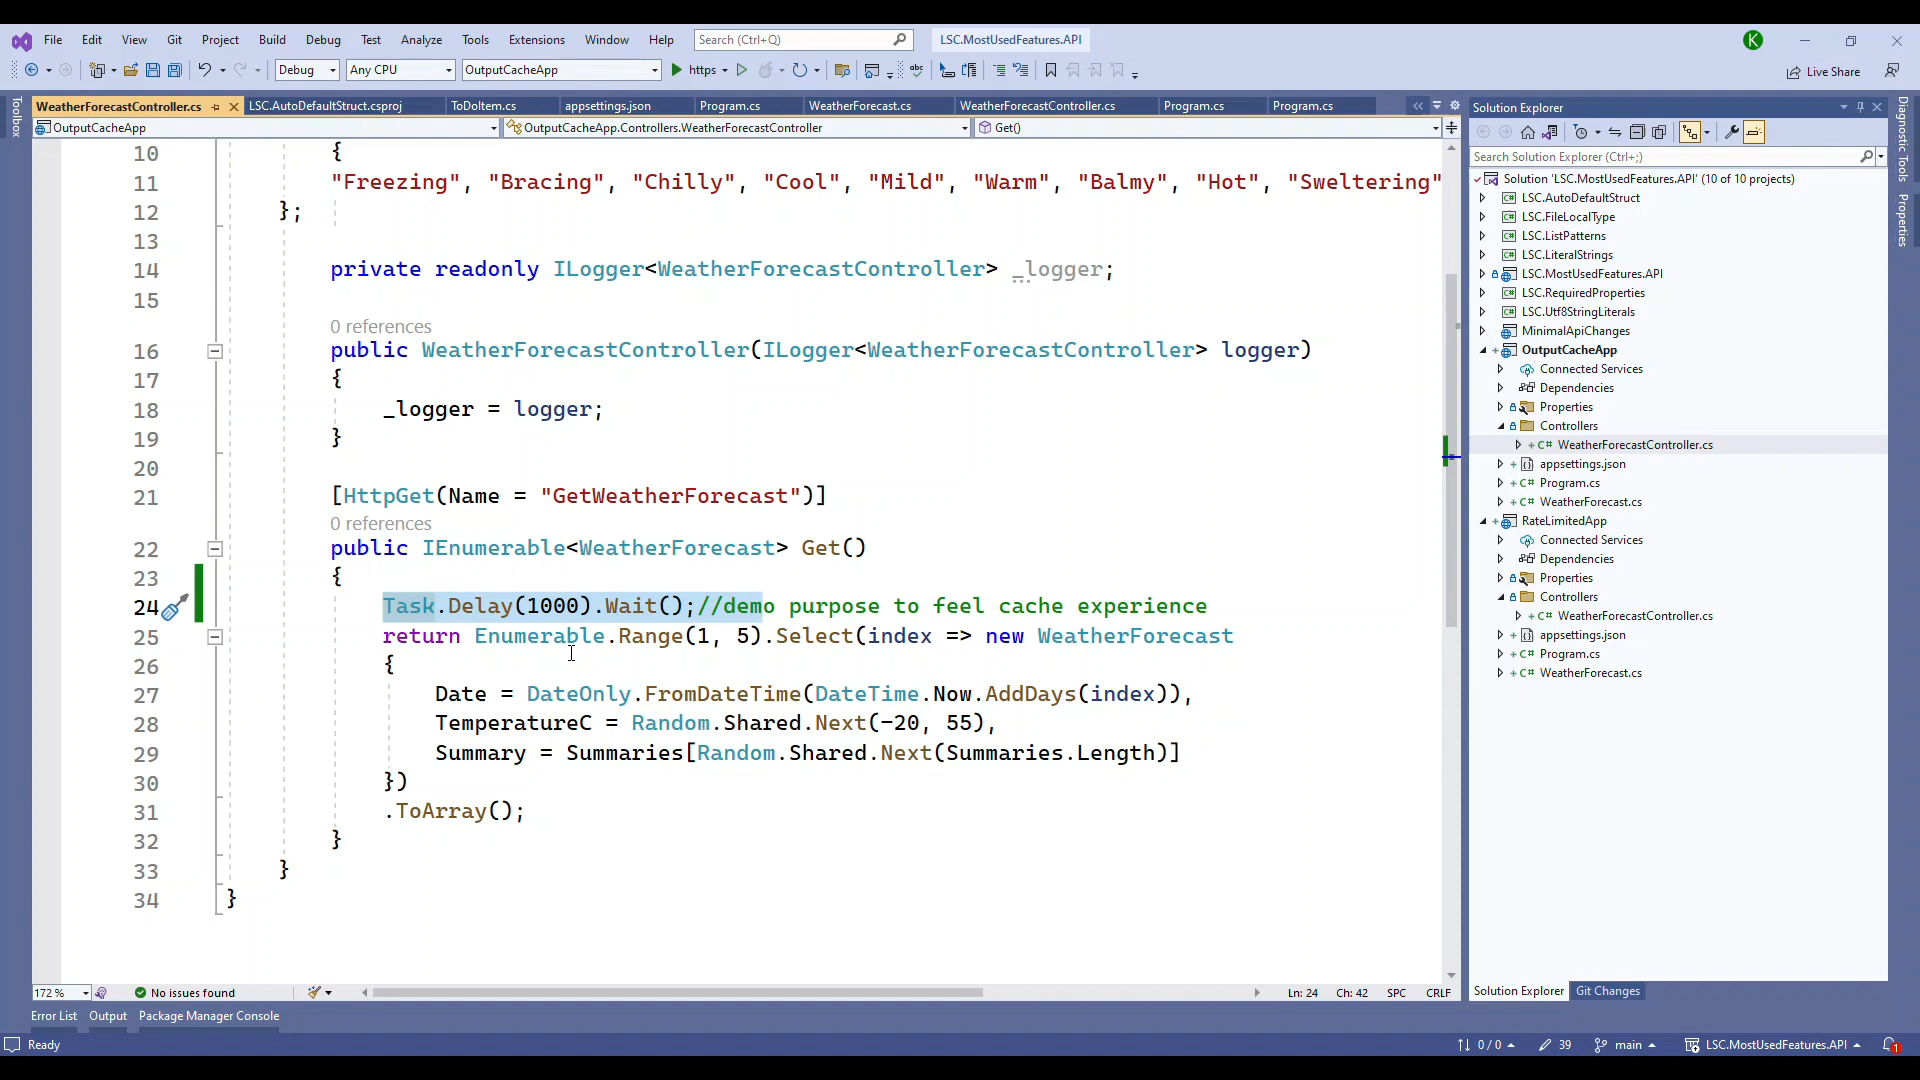 File Edit View Git Project Build Debug Test Analyze Tools Extensions Window Help Search (Ctrl+Q) LSC.MostUsedFeatures.API K
Debug Any CPU OutputCacheApp https Live Share
WeatherForecastController.cs LSC.AutoDefaultStruct.csproj ToDoItem.cs appsettings.json Program.cs WeatherForecast.cs WeatherForecastController.cs Program.cs Program.cs
OutputCacheApp OutputCacheApp.Controllers.WeatherForecastController Get()
Toolbox
10 {
11 "Freezing", "Bracing", "Chilly", "Cool", "Mild", "Warm", "Balmy", "Hot", "Sweltering"
12 };
13
14 private readonly ILogger<WeatherForecastController> _logger;
15
0 references
16 public WeatherForecastController(ILogger<WeatherForecastController> logger)
17 {
18 _logger = logger;
19 }
20
21 [HttpGet(Name = "GetWeatherForecast")]
0 references
22 public IEnumerable<WeatherForecast> Get()
23 {
24 Task.Delay(1000).Wait();//demo purpose to feel cache experience
25 return Enumerable.Range(1, 5).Select(index => new WeatherForecast
26 {
27 Date = DateOnly.FromDateTime(DateTime.Now.AddDays(index)),
28 TemperatureC = Random.Shared.Next(-20, 55),
29 Summary = Summaries[Random.Shared.Next(Summaries.Length)]
30 })
31 .ToArray();
32 }
33 }
34 }
172 % No issues found Ln: 24 Ch: 42 SPC CRLF
Solution Explorer
Search Solution Explorer (Ctrl+;)
Solution 'LSC.MostUsedFeatures.API' (10 of 10 projects)
LSC.AutoDefaultStruct
LSC.FileLocalType
LSC.ListPatterns
LSC.LiteralStrings
LSC.MostUsedFeatures.API
LSC.RequiredProperties
LSC.Utf8StringLiterals
MinimalApiChanges
OutputCacheApp
Connected Services
Dependencies
Properties
Controllers
WeatherForecastController.cs
appsettings.json
Program.cs
WeatherForecast.cs
RateLimitedApp
Connected Services
Dependencies
Properties
Controllers
WeatherForecastController.cs
appsettings.json
Program.cs
WeatherForecast.cs
Solution Explorer Git Changes
Diagnostic Tools
Properties
Error List Output Package Manager Console
Ready 0 / 0 39 main LSC.MostUsedFeatures.API 1